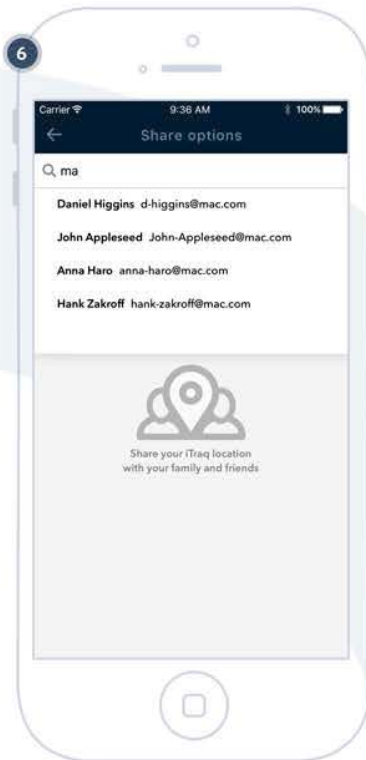 6
Carrier 9:36 AM 100%
Share options
ma
Daniel Higgins d-higgins@mac.com
John Appleseed John-Appleseed@mac.com
Anna Haro anna-haro@mac.com
Hank Zakroff hank-zakroff@mac.com
Share your iTraq location
with your family and friends